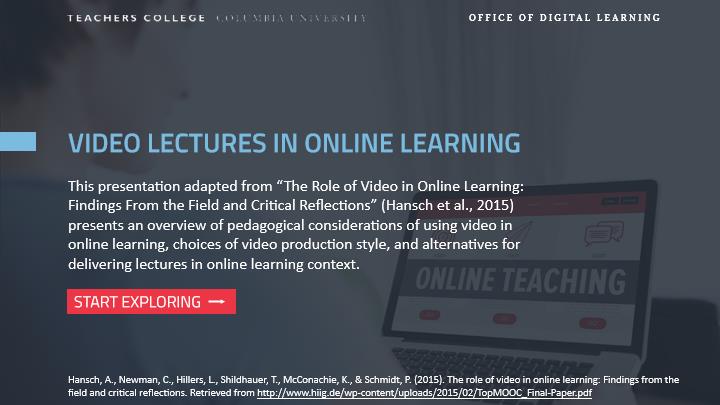 TEACHERS COLLEGE COLUMBIA UNIVERSITY
OFFICE OF DIGITAL LEARNING
VIDEO LECTURES IN ONLINE LEARNING
This presentation adapted from “The Role of Video in Online Learning:
Findings From the Field and Critical Reflections” (Hansch et al., 2015)
presents an overview of pedagogical considerations of using video in
online learning, choices of video production style, and alternatives for
delivering lectures in online learning context.
START EXPLORING →
ONLINE TEACHING
Hansch, A., Newman, C., Hillers, L., Shildhauer, T., McConachie, K., & Schmidt, P. (2015). The role of video in online learning: Findings from the
field and critical reflections. Retrieved from http://www.hiig.de/wp-content/uploads/2015/02/TopMOOC_Final-Paper.pdf